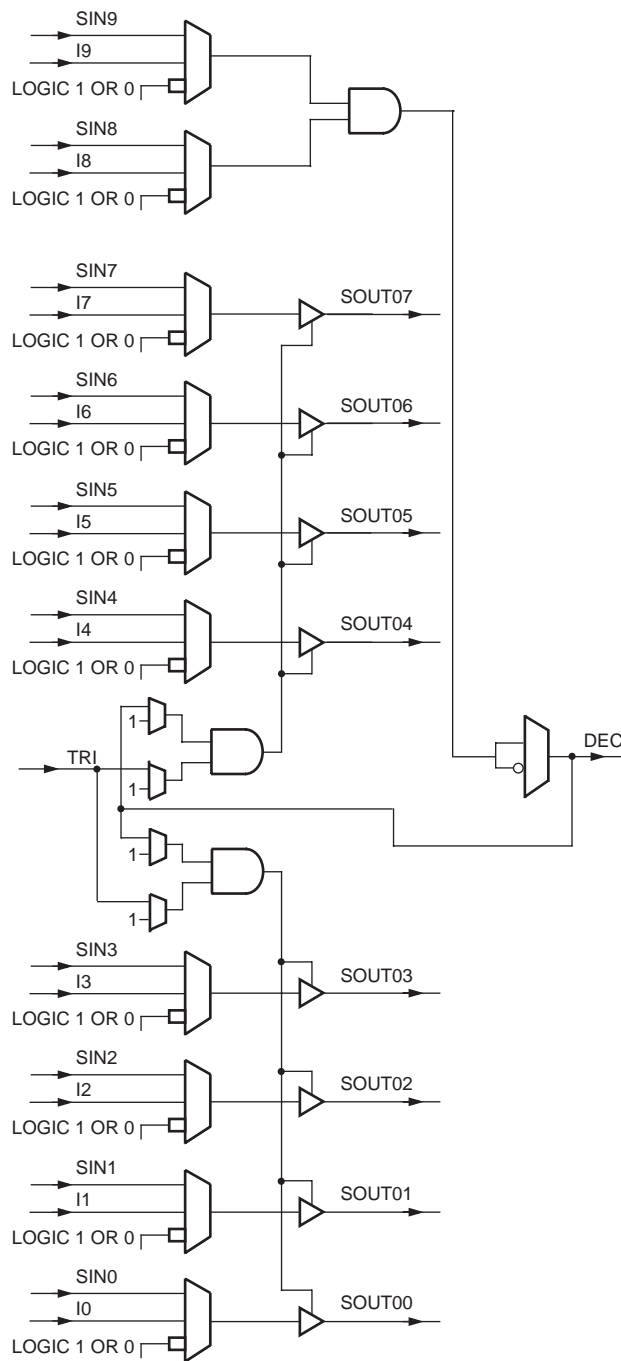 SIN9
I9
LOGIC 1 OR 0
SIN8
I8
LOGIC 1 OR 0
SIN7
I7
LOGIC 1 OR 0
SOUT07
SIN6
I6
LOGIC 1 OR 0
SOUT06
SIN5
I5
LOGIC 1 OR 0
SOUT05
SIN4
I4
LOGIC 1 OR 0
SOUT04
1
TRI
1
DEC
1
1
SIN3
I3
LOGIC 1 OR 0
SOUT03
SIN2
I2
LOGIC 1 OR 0
SOUT02
SIN1
I1
LOGIC 1 OR 0
SOUT01
SIN0
I0
LOGIC 1 OR 0
SOUT00